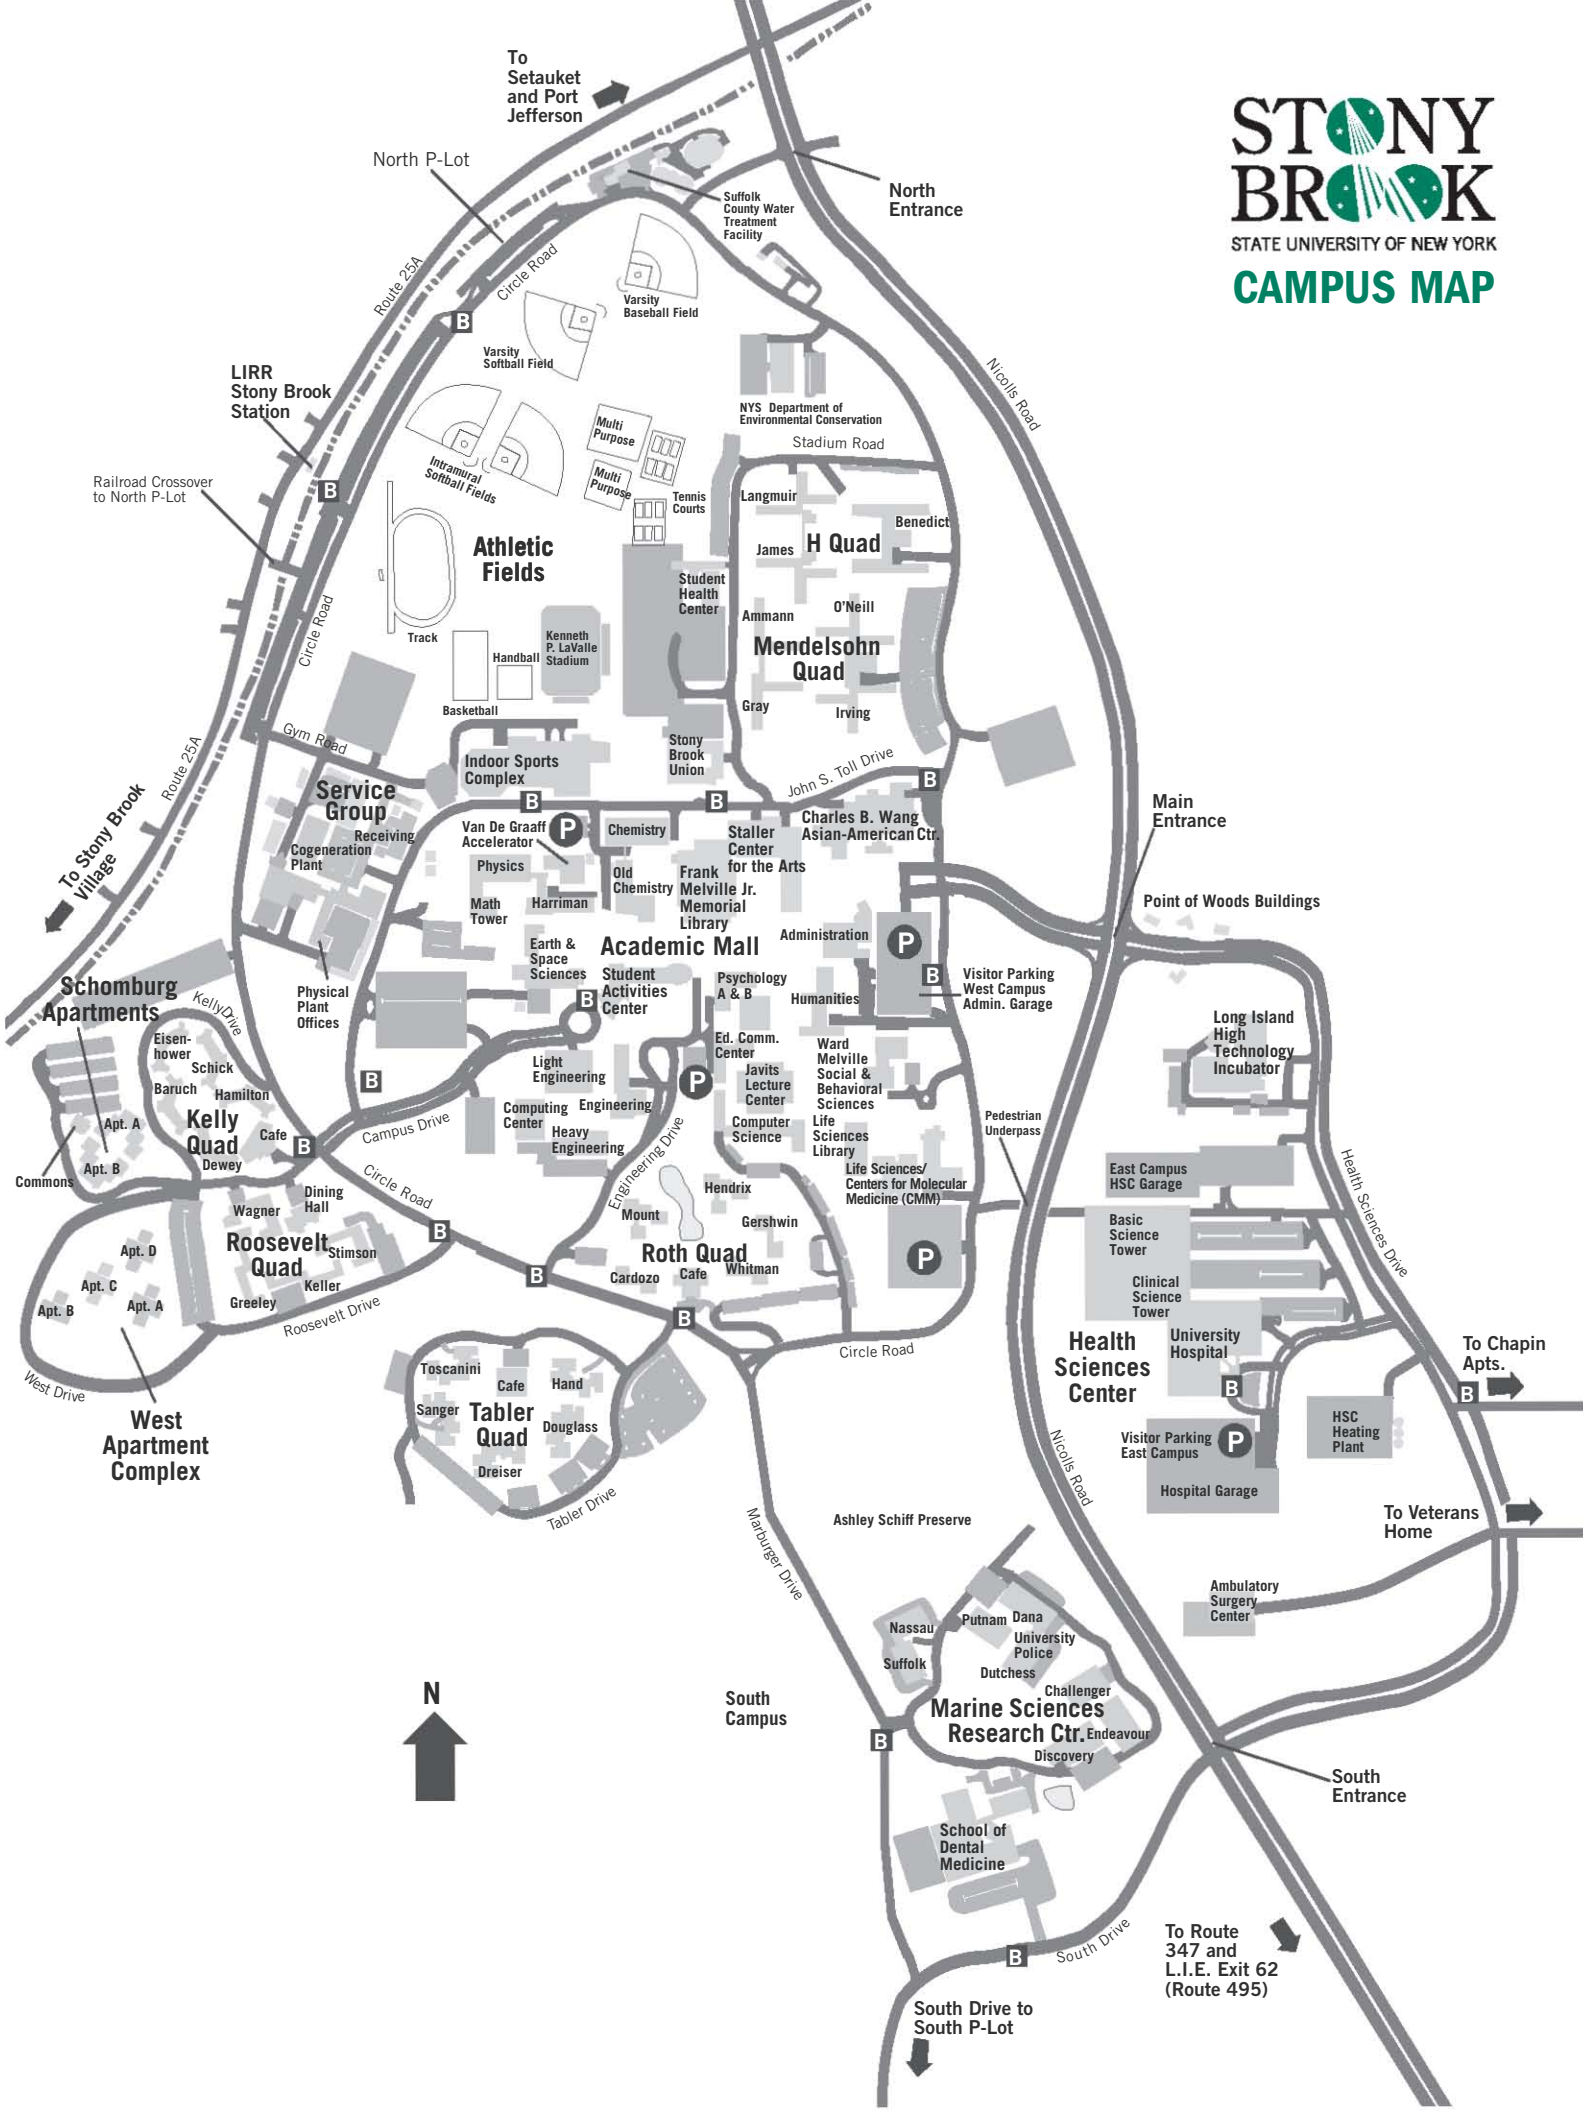 To
Setauket
and Port
Jefferson
STONY
BROOK
STATE UNIVERSITY OF NEW YORK
CAMPUS MAP
North P-Lot
North
Entrance
Suffolk
County Water
Treatment
Facility
Route 25A
Circle Road
Varsity
Baseball Field
B
Varsity
Softball Field
Nicolls Road
LIRR
Stony Brook
Station
NYS Department of
Environmental Conservation
Stadium Road
Multi
Purpose
Multi
Purpose
Intramural
Softball Fields
Railroad Crossover
to North P-Lot
B
Tennis
Courts
Langmuir
Benedict
James
H Quad
Athletic
Fields
Student
Health
Center
Ammann
O'Neill
Circle Road
Track
Kenneth
P. LaValle
Stadium
Handball
Basketball
Mendelsohn
Quad
Gray
Irving
Gym Road
Route 25A
Stony
Brook
Union
Indoor Sports
Complex
John S. Toll Drive
B
Service
Group
Receiving
Cogeneration
Plant
B
B
Van De Graaff
Accelerator
P
Chemistry
Staller
Center
for the Arts
Charles B. Wang
Asian-American Ctr.
Main
Entrance
To Stony Brook
Village
Physics
Old
Chemistry
Frank
Melville Jr.
Memorial
Library
Math
Tower
Harriman
Point of Woods Buildings
Earth &
Space
Sciences
Academic Mall
Administration
P
B
Visitor Parking
West Campus
Admin. Garage
Schomburg
Apartments
Kelly Drive
Physical
Plant
Offices
Student
Activities
Center
B
Psychology
A & B
Humanities
Long Island
High
Technology
Incubator
Eisen-
hower
Schick
Baruch
Hamilton
Kelly
Quad
Cafe
Dewey
Apt. A
Apt. B
Commons
B
B
Campus Drive
Light
Engineering
Ed. Comm.
Center
P
Javits
Lecture
Center
Ward
Melville
Social &
Behavioral
Sciences
Computing
Center
Engineering
Heavy
Engineering
Computer
Science
Life
Sciences
Library
Pedestrian
Underpass
Engineering Drive
Life Sciences/
Centers for Molecular
Medicine (CMM)
East Campus
HSC Garage
Health Sciences Drive
Circle Road
Dining
Hall
Wagner
Roosevelt
Quad
Stimson
Keller
Greeley
Roosevelt Drive
B
Hendrix
Mount
Gershwin
Roth Quad
Cardozo
Cafe
Whitman
P
Basic
Science
Tower
Clinical
Science
Tower
Apt. D
Apt. C
Apt. B
Apt. A
B
B
Circle Road
West Drive
West
Apartment
Complex
Toscanini
Cafe
Hand
Sanger
Tabler
Quad
Douglass
Dreiser
Tabler Drive
Health
Sciences
Center
University
Hospital
B
To Chapin
Apts.
B
Visitor Parking
East Campus
P
Hospital Garage
HSC
Heating
Plant
Nicolls Road
To Veterans
Home
Marburger Drive
Ashley Schiff Preserve
Ambulatory
Surgery
Center
Nassau
Suffolk
Putnam
Dana
University
Police
Dutchess
Challenger
Marine Sciences
Research Ctr.
Endeavour
Discovery
South
Campus
N
B
South
Entrance
School of
Dental
Medicine
B
South Drive
To Route
347 and
L.I.E. Exit 62
(Route 495)
South Drive to
South P-Lot